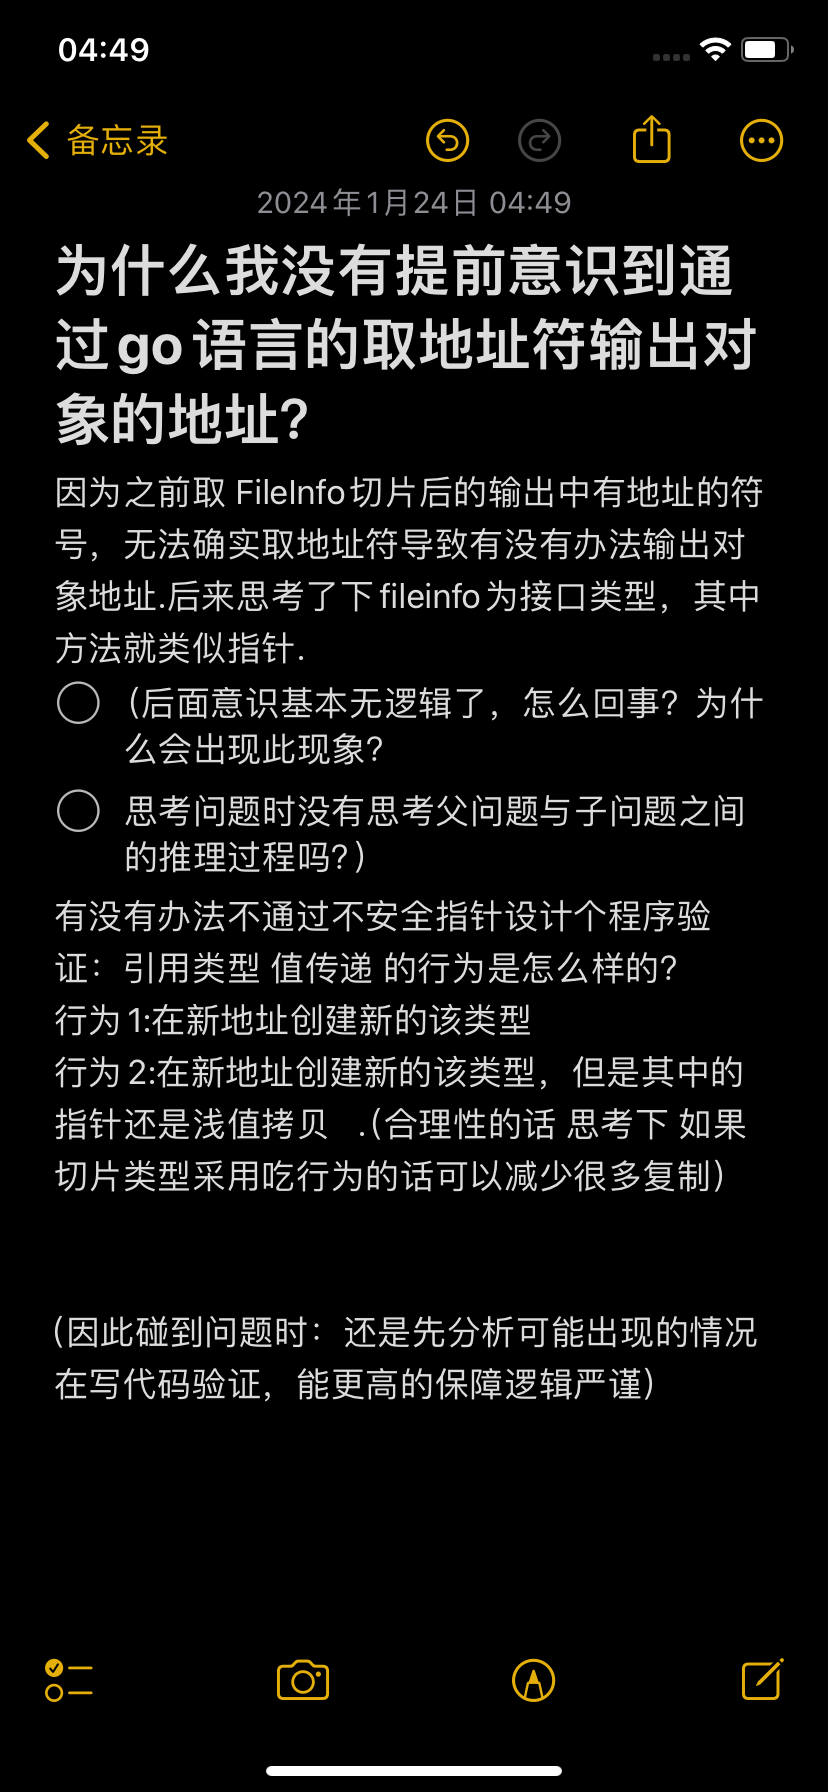 04:49
备忘录
2024年1月24日 04:49
为什么我没有提前意识到通
过go语言的取地址符输出对
象的地址?
因为之前取 FileInfo切片后的输出中有地址的符
号，无法确实取地址符导致有没有办法输出对
象地址.后来思考了下fileinfo为接口类型，其中
方法就类似指针.
（后面意识基本无逻辑了，怎么回事？为什
么会出现此现象?
思考问题时没有思考父问题与子问题之间
的推理过程吗?）
有没有办法不通过不安全指针设计个程序验
证：引用类型 值传递 的行为是怎么样的?
行为1:在新地址创建新的该类型
行为2:在新地址创建新的该类型，但是其中的
指针还是浅值拷贝 .（合理性的话 思考下 如果
切片类型采用吃行为的话可以减少很多复制）
（因此碰到问题时：还是先分析可能出现的情况
在写代码验证，能更高的保障逻辑严谨）